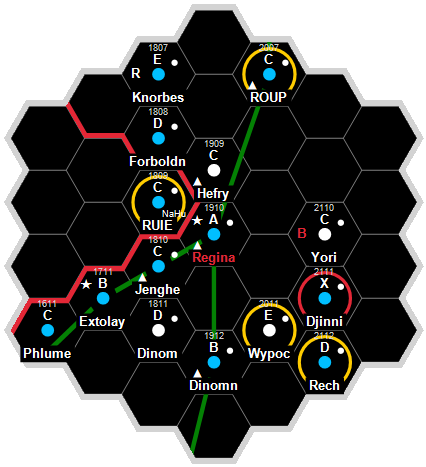 1807
E
R
Knorbes
2007
C
ROUP
1808
D
Forboldn
1909
C
Hefry
1809
C
NaHu
RUIE
1910
A
Regina
2110
C
B
Yori
1810
C
Jenghe
1711
B
Extolay
2111
X
Djinni
1611
C
Phlume
1811
D
Dinom
2011
E
Wypoc
1912
B
Dinomn
2112
D
Rech